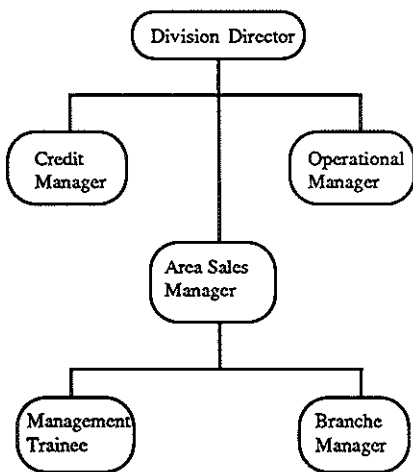 Division Director
Credit
Manager
Operational
Manager
Area Sales
Manager
Management
Trainee
Branche
Manager